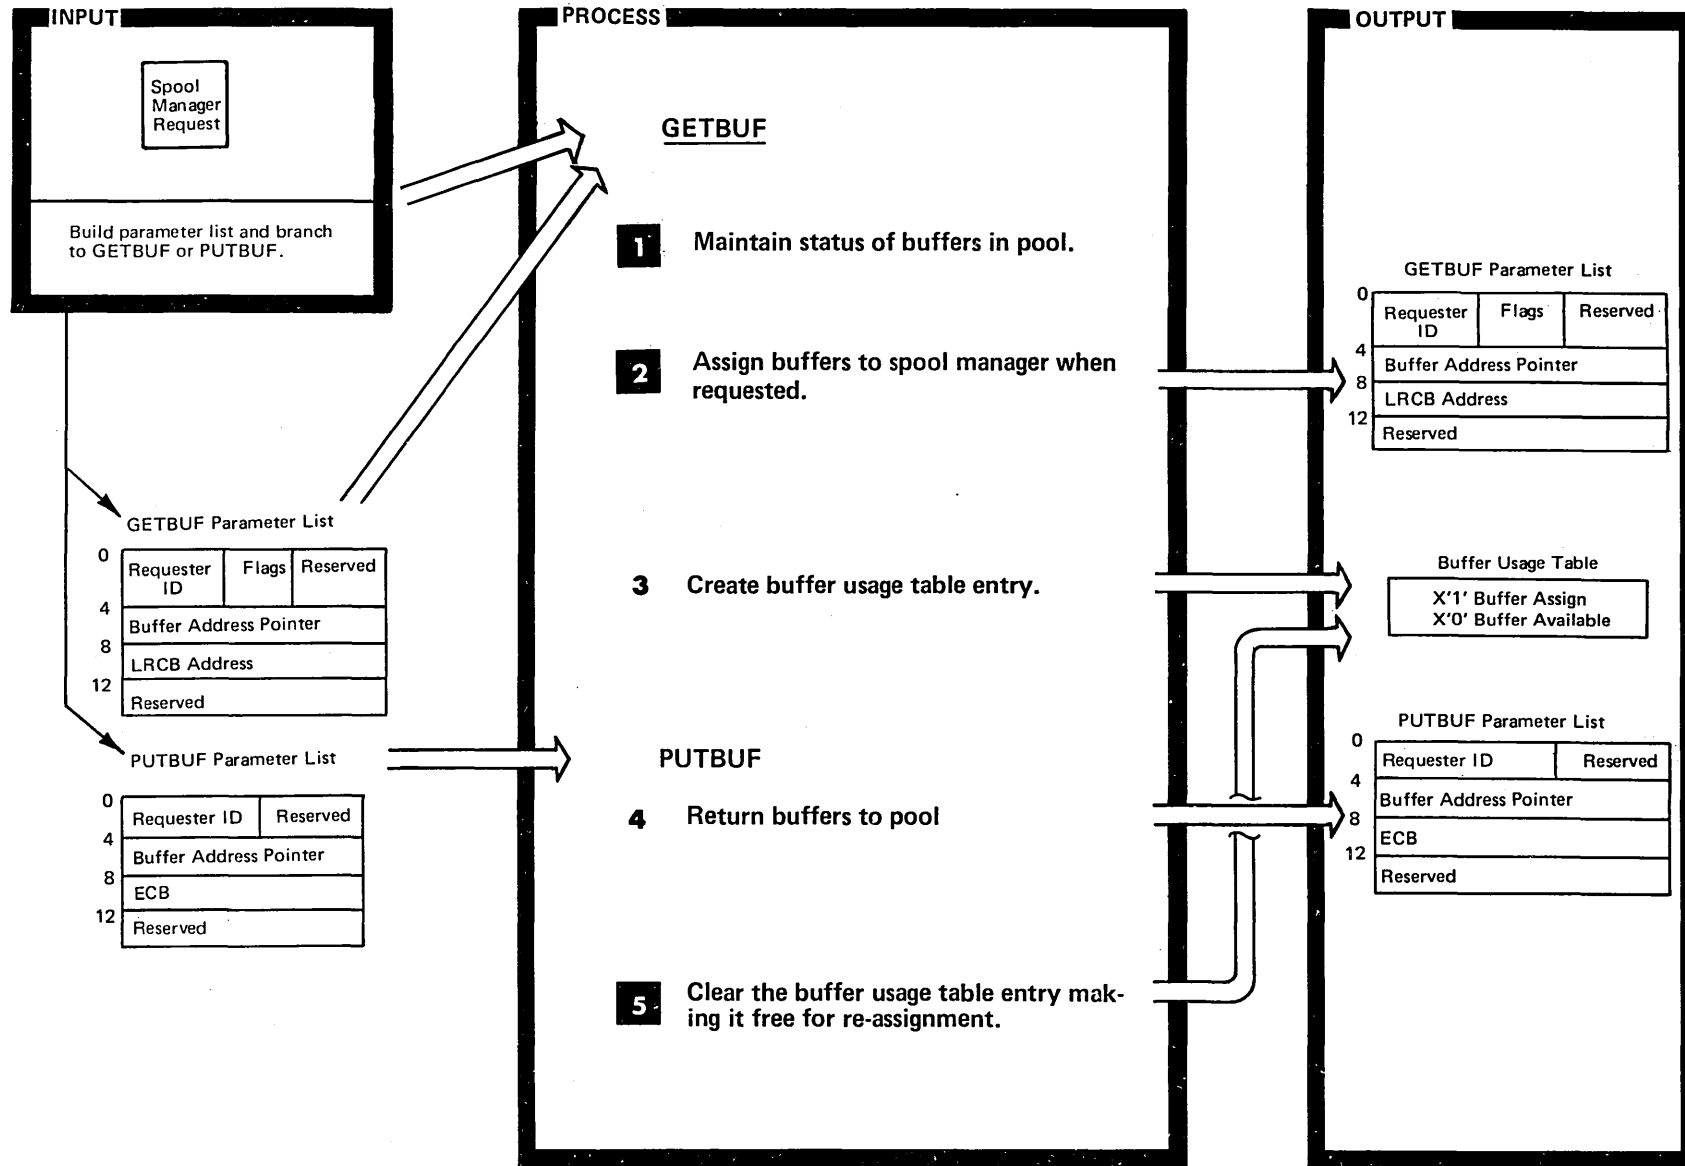 INPUT
Spool
Manager
Request
Build parameter list and branch
to GETBUF or PUTBUF.
GETBUF Parameter List
0
Requester
ID
Flags
Reserved
4
Buffer Address Pointer
8
LRCB Address
12
Reserved
PUTBUF Parameter List
0
Requester ID
Reserved
4
Buffer Address Pointer
8
ECB
12
Reserved
PROCESS
GETBUF
1 Maintain status of buffers in pool.
2 Assign buffers to spool manager when
requested.
3 Create buffer usage table entry.
PUTBUF
4 Return buffers to pool
5 Clear the buffer usage table entry mak-
ing it free for re-assignment.
OUTPUT
GETBUF Parameter List
0
Requester
ID
Flags
Reserved
4
Buffer Address Pointer
8
LRCB Address
12
Reserved
Buffer Usage Table
X'1' Buffer Assign
X'0' Buffer Available
PUTBUF Parameter List
0
Requester ID
Reserved
4
Buffer Address Pointer
8
ECB
12
Reserved